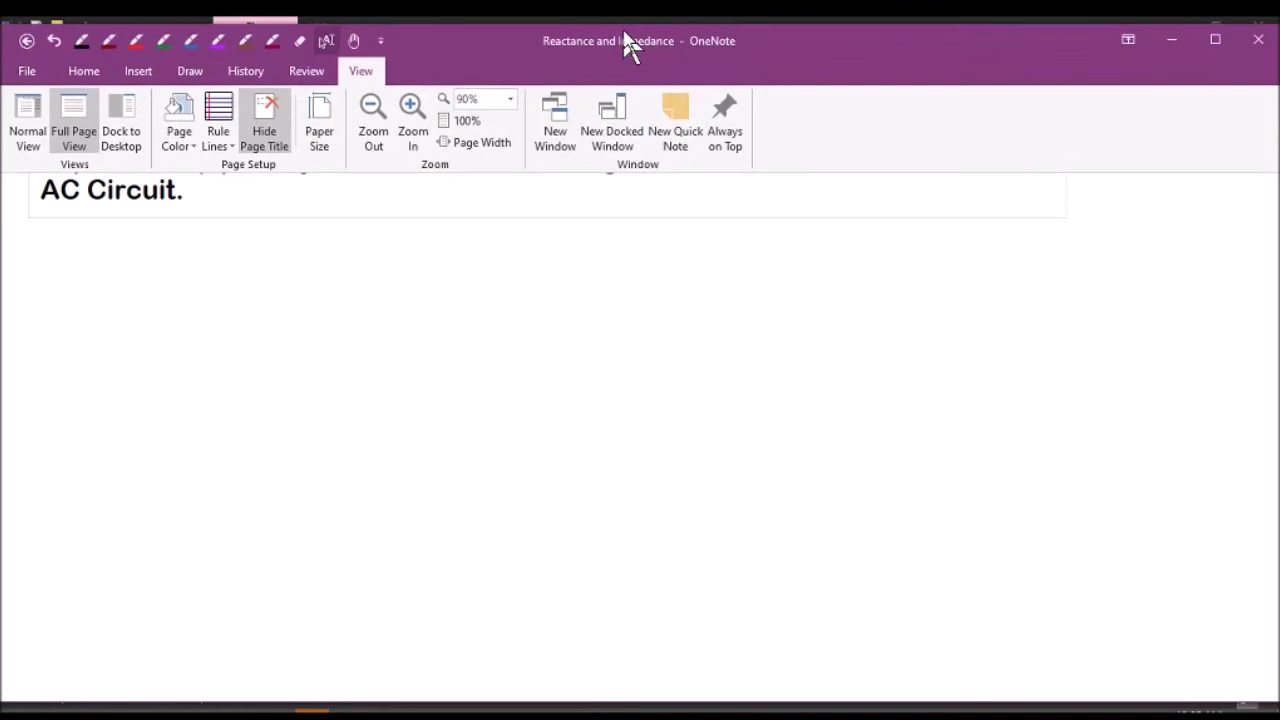 Reactance and Impedance - OneNote
File Home Insert Draw History Review View
Normal View
Full Page View
Dock to Desktop
Views
Page Color
Rule Lines
Hide Page Title
Paper Size
Page Setup
Zoom Out
Zoom In
90%
100%
Page Width
Zoom
New Window
New Docked Window
New Quick Note
Always on Top
Window
AC Circuit.